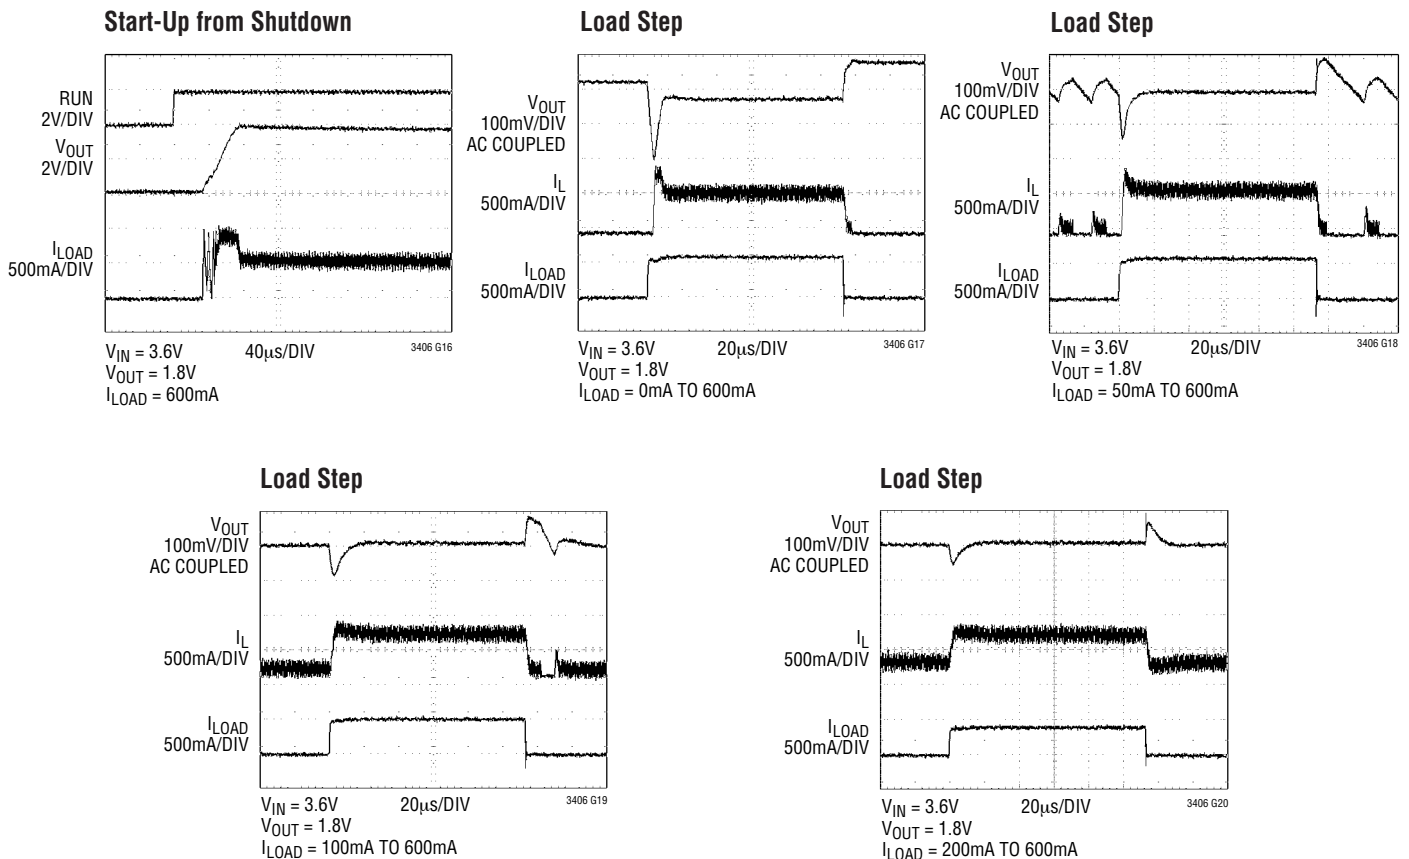 Start-Up from Shutdown
RUN
2V/DIV
VOUT
2V/DIV
ILOAD
500mA/DIV
VIN = 3.6V
VOUT = 1.8V
ILOAD = 600mA
40μs/DIV
3406 G16
Load Step
VOUT
100mV/DIV
AC COUPLED
IL
500mA/DIV
ILOAD
500mA/DIV
VIN = 3.6V
VOUT = 1.8V
ILOAD = 0mA TO 600mA
20μs/DIV
3406 G17
Load Step
VOUT
100mV/DIV
AC COUPLED
IL
500mA/DIV
ILOAD
500mA/DIV
VIN = 3.6V
VOUT = 1.8V
ILOAD = 50mA TO 600mA
20μs/DIV
3406 G18
Load Step
VOUT
100mV/DIV
AC COUPLED
IL
500mA/DIV
ILOAD
500mA/DIV
VIN = 3.6V
VOUT = 1.8V
ILOAD = 100mA TO 600mA
20μs/DIV
3406 G19
Load Step
VOUT
100mV/DIV
AC COUPLED
IL
500mA/DIV
ILOAD
500mA/DIV
VIN = 3.6V
VOUT = 1.8V
ILOAD = 200mA TO 600mA
20μs/DIV
3406 G20